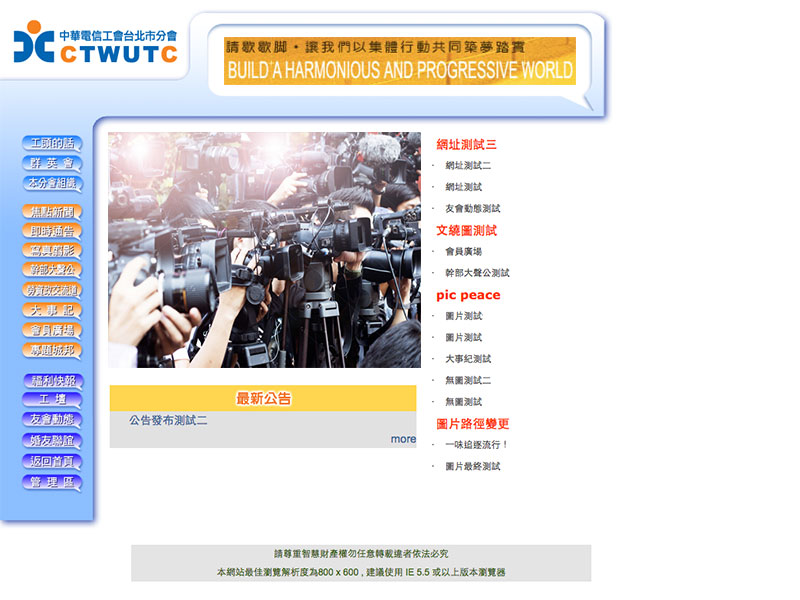 中華電信工會台北市分會
CTWUTC
請歇歇脚‧讓我們以集體行動共同築夢踏實
BUILD A HARMONIOUS AND PROGRESSIVE WORLD
工頭的話
群 英 會
本分會組織
焦點新聞
即時通告
寫真留影
幹部大聲公
勞資政交流道
大 事 記
會員廣場
專題城邦
福利快報
工 壇
友會動態
婚友聯誼
返回首頁
管 理 區
最新公告
公告發布測試二
more
網址測試三
· 網址測試二
· 網址測試
· 友會動態測試
文繞圖測試
· 會員廣場
· 幹部大聲公測試
pic peace
· 圖片測試
· 圖片測試
· 大事紀測試
· 無圖測試二
· 無圖測試
圖片路徑變更
· 一味追逐流行！
· 圖片最終測試
請尊重智慧財產權勿任意轉載違者依法必究
本網站最佳瀏覽解析度為800 x 600 , 建議使用 IE 5.5 或以上版本瀏覽器